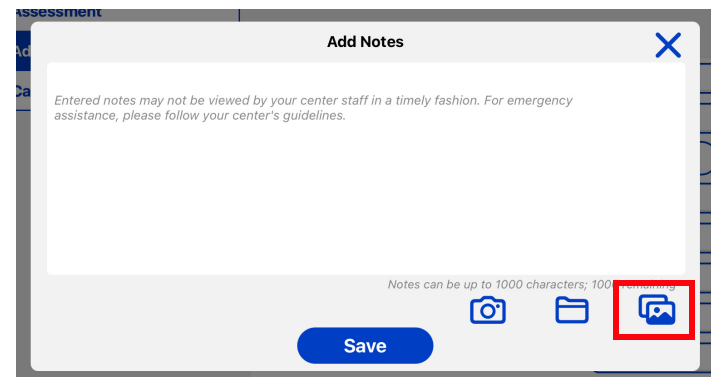 Assessment
Add Notes
Entered notes may not be viewed by your center staff in a timely fashion. For emergency
assistance, please follow your center's guidelines.
Notes can be up to 1000 characters; 1000 remaining
Save